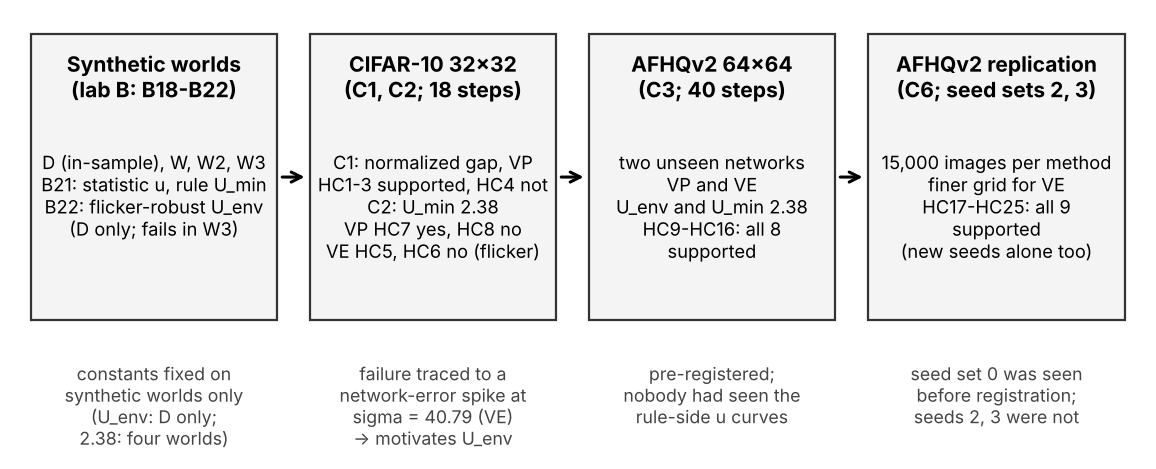 Synthetic worlds
(lab B: B18-B22)
D (in-sample), W, W2, W3
B21: statistic u, rule U_min
B22: flicker-robust U_env
(D only; fails in W3)
constants fixed on
synthetic worlds only
(U_env: D only;
2.38: four worlds)
CIFAR-10 32×32
(C1, C2; 18 steps)
C1: normalized gap, VP
HC1-3 supported, HC4 not
C2: U_min 2.38
VP HC7 yes, HC8 no
VE HC5, HC6 no (flicker)
failure traced to a
network-error spike at
sigma = 40.79 (VE)
→ motivates U_env
AFHQv2 64×64
(C3; 40 steps)
two unseen networks
VP and VE
U_env and U_min 2.38
HC9-HC16: all 8
supported
pre-registered;
nobody had seen the
rule-side u curves
AFHQv2 replication
(C6; seed sets 2, 3)
15,000 images per method
finer grid for VE
HC17-HC25: all 9
supported
(new seeds alone too)
seed set 0 was seen
before registration;
seeds 2, 3 were not